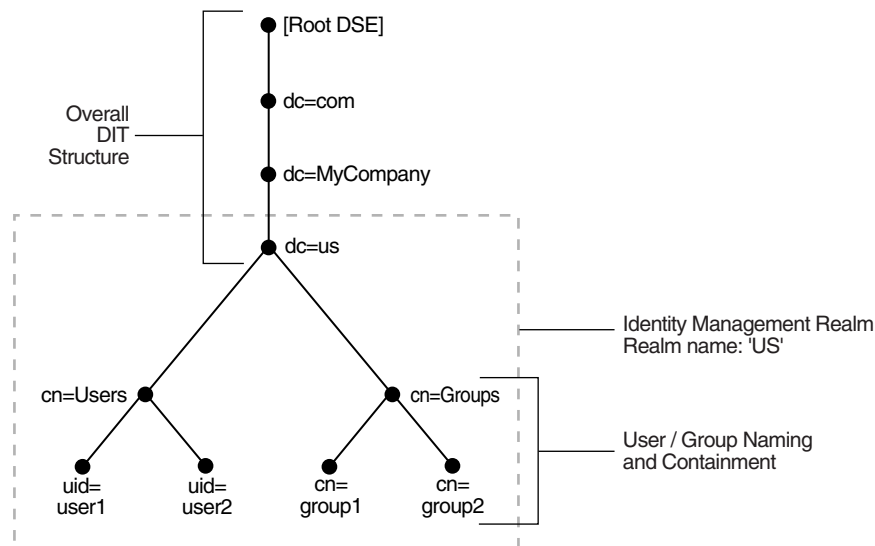 [Root DSE]
dc=com
Overall
DIT
Structure
dc=MyCompany
dc=us
Identity Management Realm
Realm name: 'US'
cn=Users
cn=Groups
User / Group Naming
and Containment
uid=
user1
uid=
user2
cn=
group1
cn=
group2